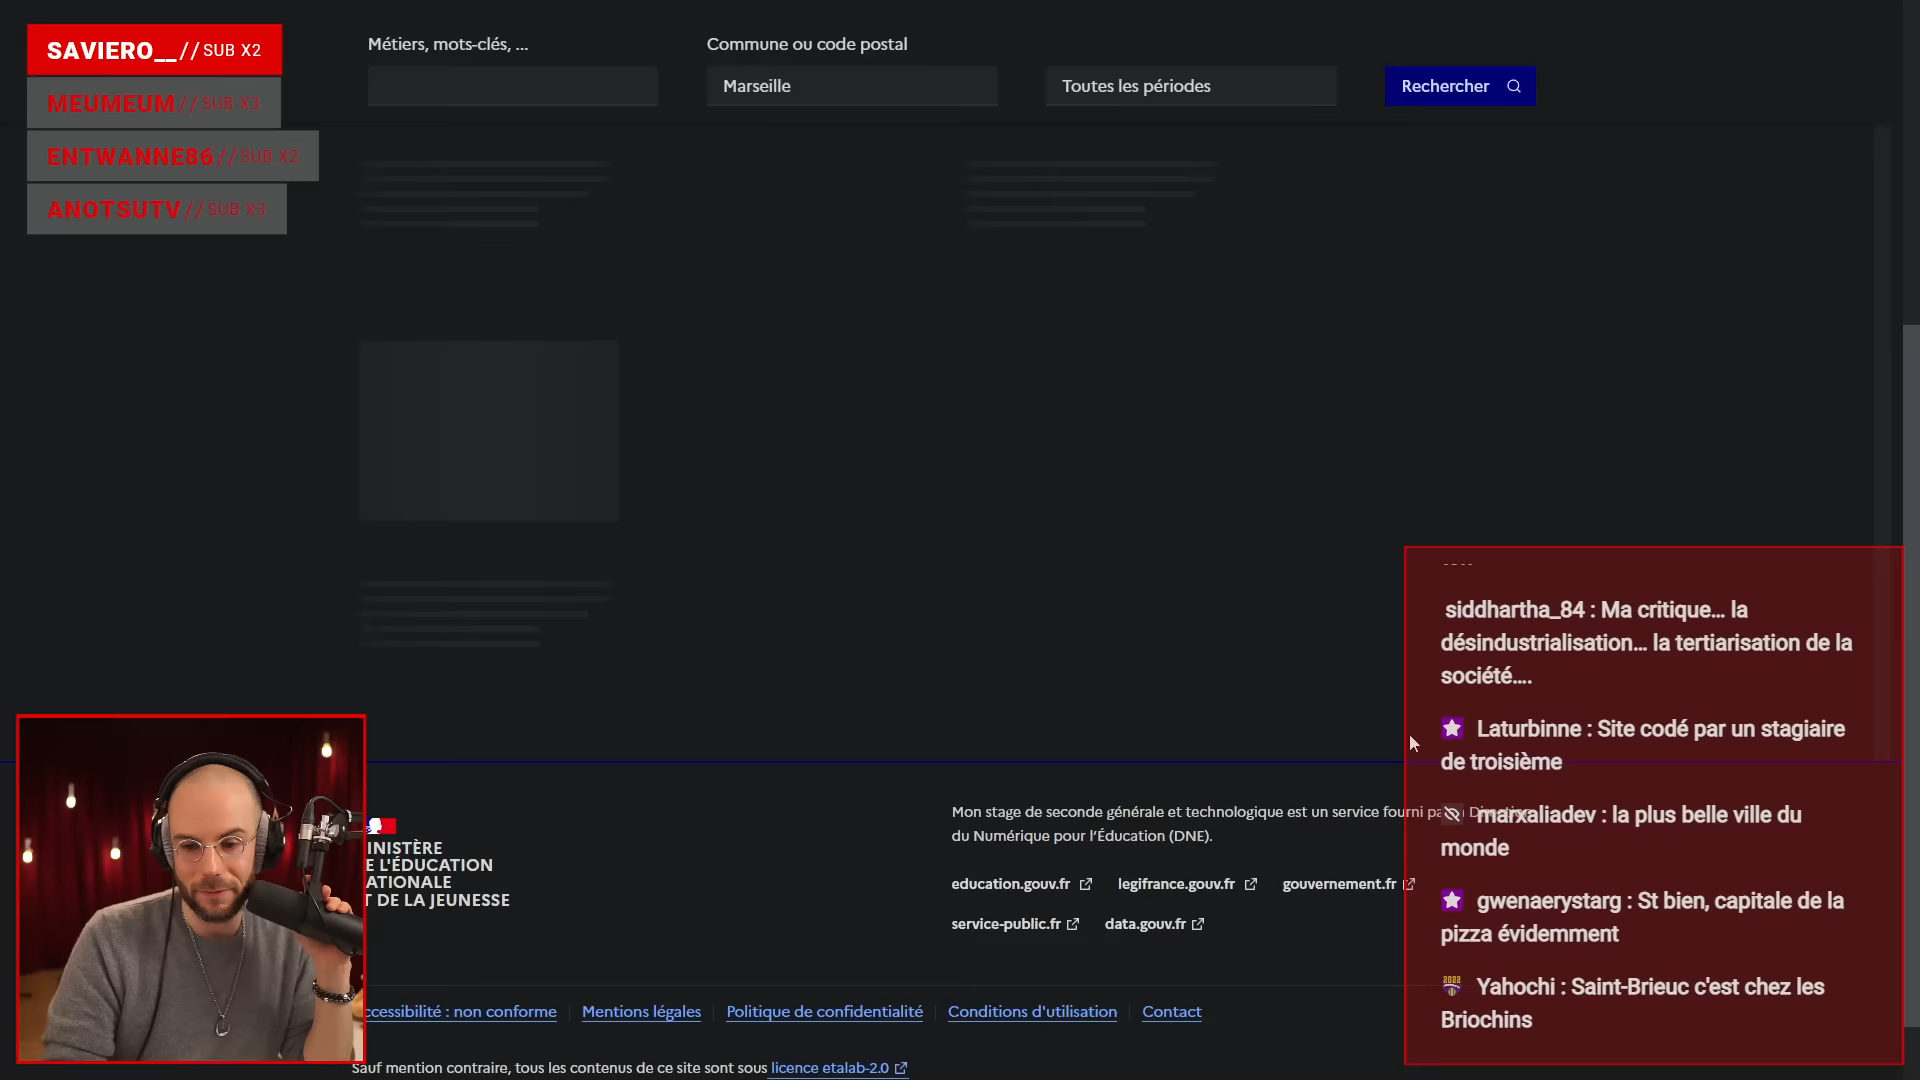 SAVIERO__//SUB X2
MEUMEUM//SUB X3
ENTWANNE86//SUB X2
ANOTSUTV//SUB X3
Métiers, mots-clés, ...
Commune ou code postal
Marseille
Toutes les périodes
Rechercher
siddhartha_84 : Ma critique... la
désindustrialisation... la tertiarisation de la
société....
Laturbinne : Site codé par un stagiaire
de troisième
marxaliadev : la plus belle ville du
monde
gwenaerystarg : St bien, capitale de la
pizza évidemment
2022
Yahochi : Saint-Brieuc c'est chez les
Briochins
INISTÈRE
E L'ÉDUCATION
ATIONALE
T DE LA JEUNESSE
Mon stage de seconde générale et technologique est un service fourni pa
du Numérique pour l'Éducation (DNE).
education.gouv.fr
legifrance.gouv.fr
gouvernement.fr
service-public.fr
data.gouv.fr
ccessibilité : non conforme
Mentions légales
Politique de confidentialité
Conditions d'utilisation
Contact
Sauf mention contraire, tous les contenus de ce site sont sous licence etalab-2.0